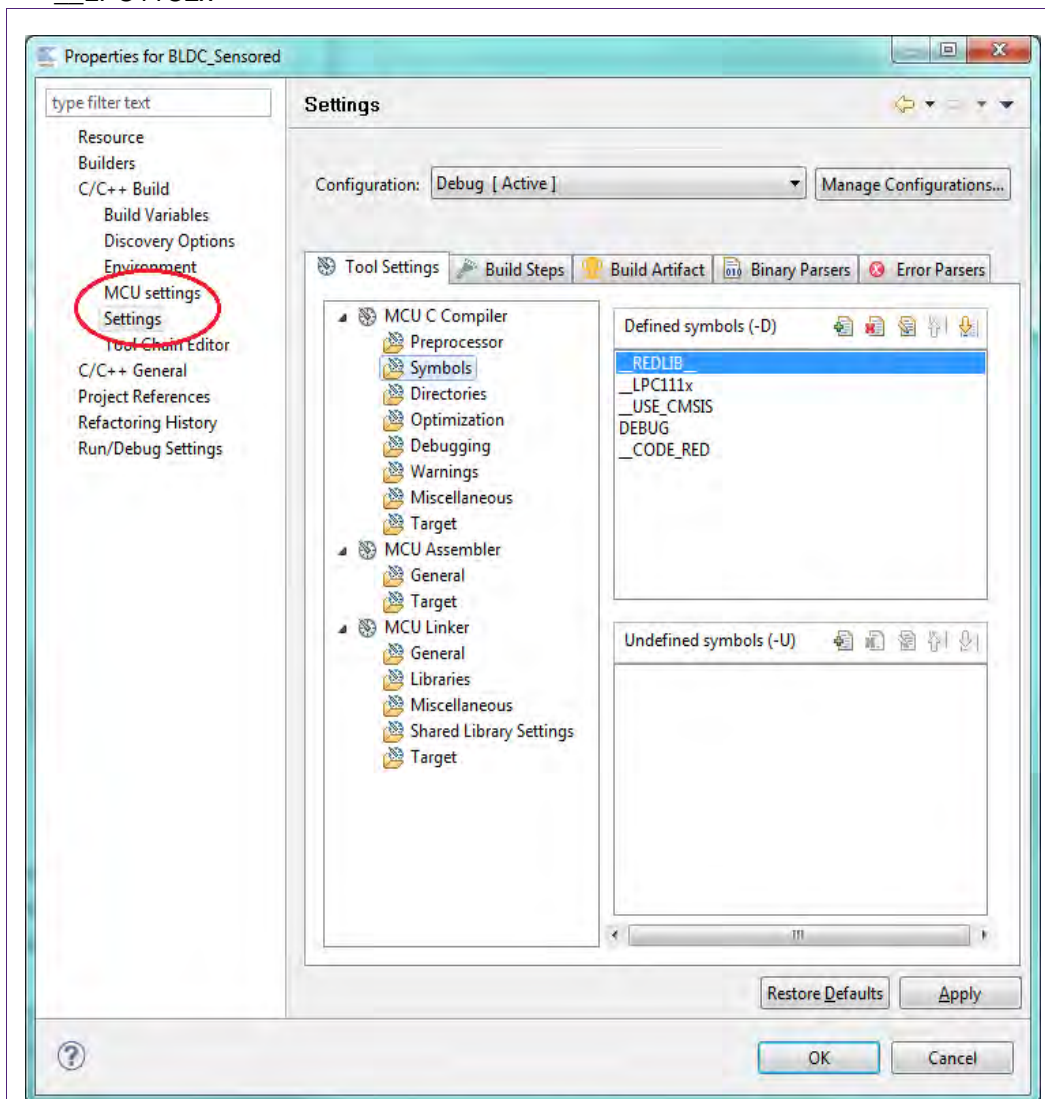 Properties for BLDC_Sensored
type filter text
Resource
Builders
C/C++ Build
Build Variables
Discovery Options
Environment
MCU settings
Settings
Tool Chain Editor
C/C++ General
Project References
Refactoring History
Run/Debug Settings
Settings
Configuration: Debug [ Active ] Manage Configurations...
Tool Settings Build Steps Build Artifact Binary Parsers Error Parsers
MCU C Compiler
Preprocessor
Symbols
Directories
Optimization
Debugging
Warnings
Miscellaneous
Target
MCU Assembler
General
Target
MCU Linker
General
Libraries
Miscellaneous
Shared Library Settings
Target
Defined symbols (-D)
__REDLIB__
__LPC111x
__USE_CMSIS
DEBUG
__CODE_RED
Undefined symbols (-U)
Restore Defaults Apply
OK Cancel